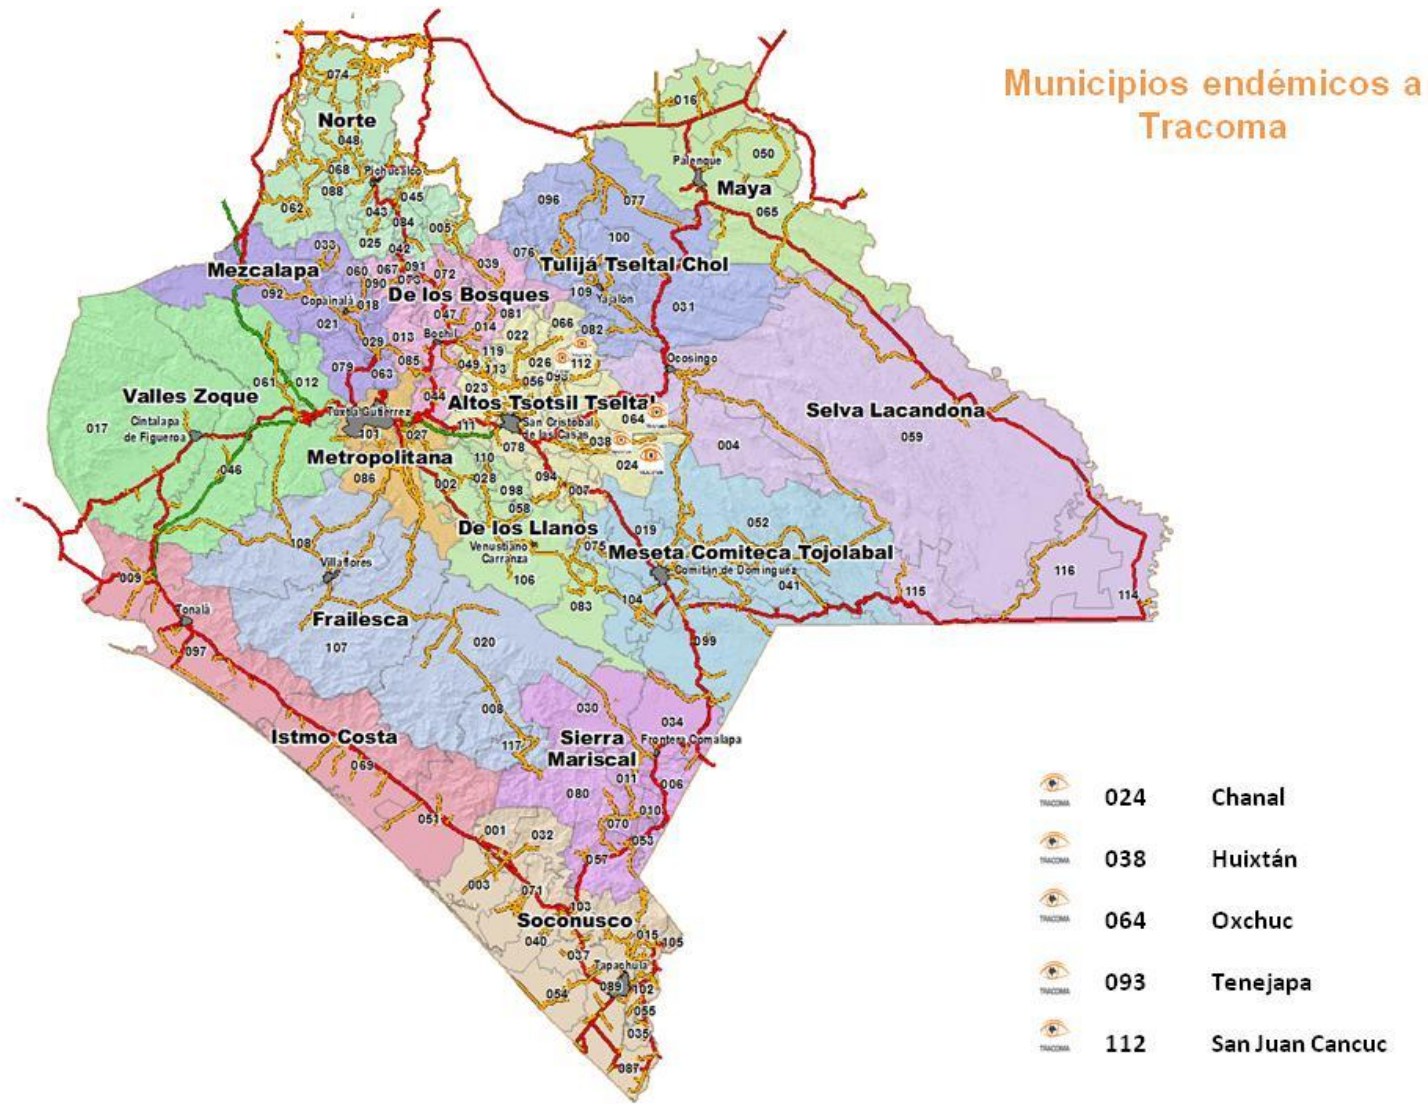 Municipios endémicos a
Tracoma
074
016
Norte
048
050
Palenque
068
Pichucalco
Maya
088
045
096
077
062
043
065
084
005
100
033
025
042
076
Tulijá Tseltal Chol
Mezcalapa
060
067
091
072
039
090
073
092
De los Bosques
109
Yajalón
Copainalá
018
031
047
081
021
014
066
013
Bochil
022
082
029
119
085
049
113
026
112
079
063
Ocosingo
056
093
061
012
023
Valles Zoque
044
Altos Tsotsil Tseltal
Selva Lacandona
Tuxtla Gutiérrez
064
017
Cintalapa
de Figueroa
111
San Cristobal
de las Casas
101
027
059
038
078
004
046
Metropolitana
110
024
086
002
028
094
098
007
058
De los Llanos
019
052
108
Venustiano
Carranza
075
Meseta Comiteca Tojolabal
Villaflores
Comitán de Domínguez
009
106
041
116
115
114
104
083
Tonalá
Frailesca
097
107
020
099
030
008
034
Istmo Costa
117
Sierra
Mariscal
Frontera Comalapa
069
011
006
080
010
051
070
001
032
053
057
003
071
103
Soconusco
040
015
105
037
Tapachula
054
089
102
055
035
087
TRACOMA
024
Chanal
TRACOMA
038
Huixtán
TRACOMA
064
Oxchuc
TRACOMA
093
Tenejapa
TRACOMA
112
San Juan Cancuc